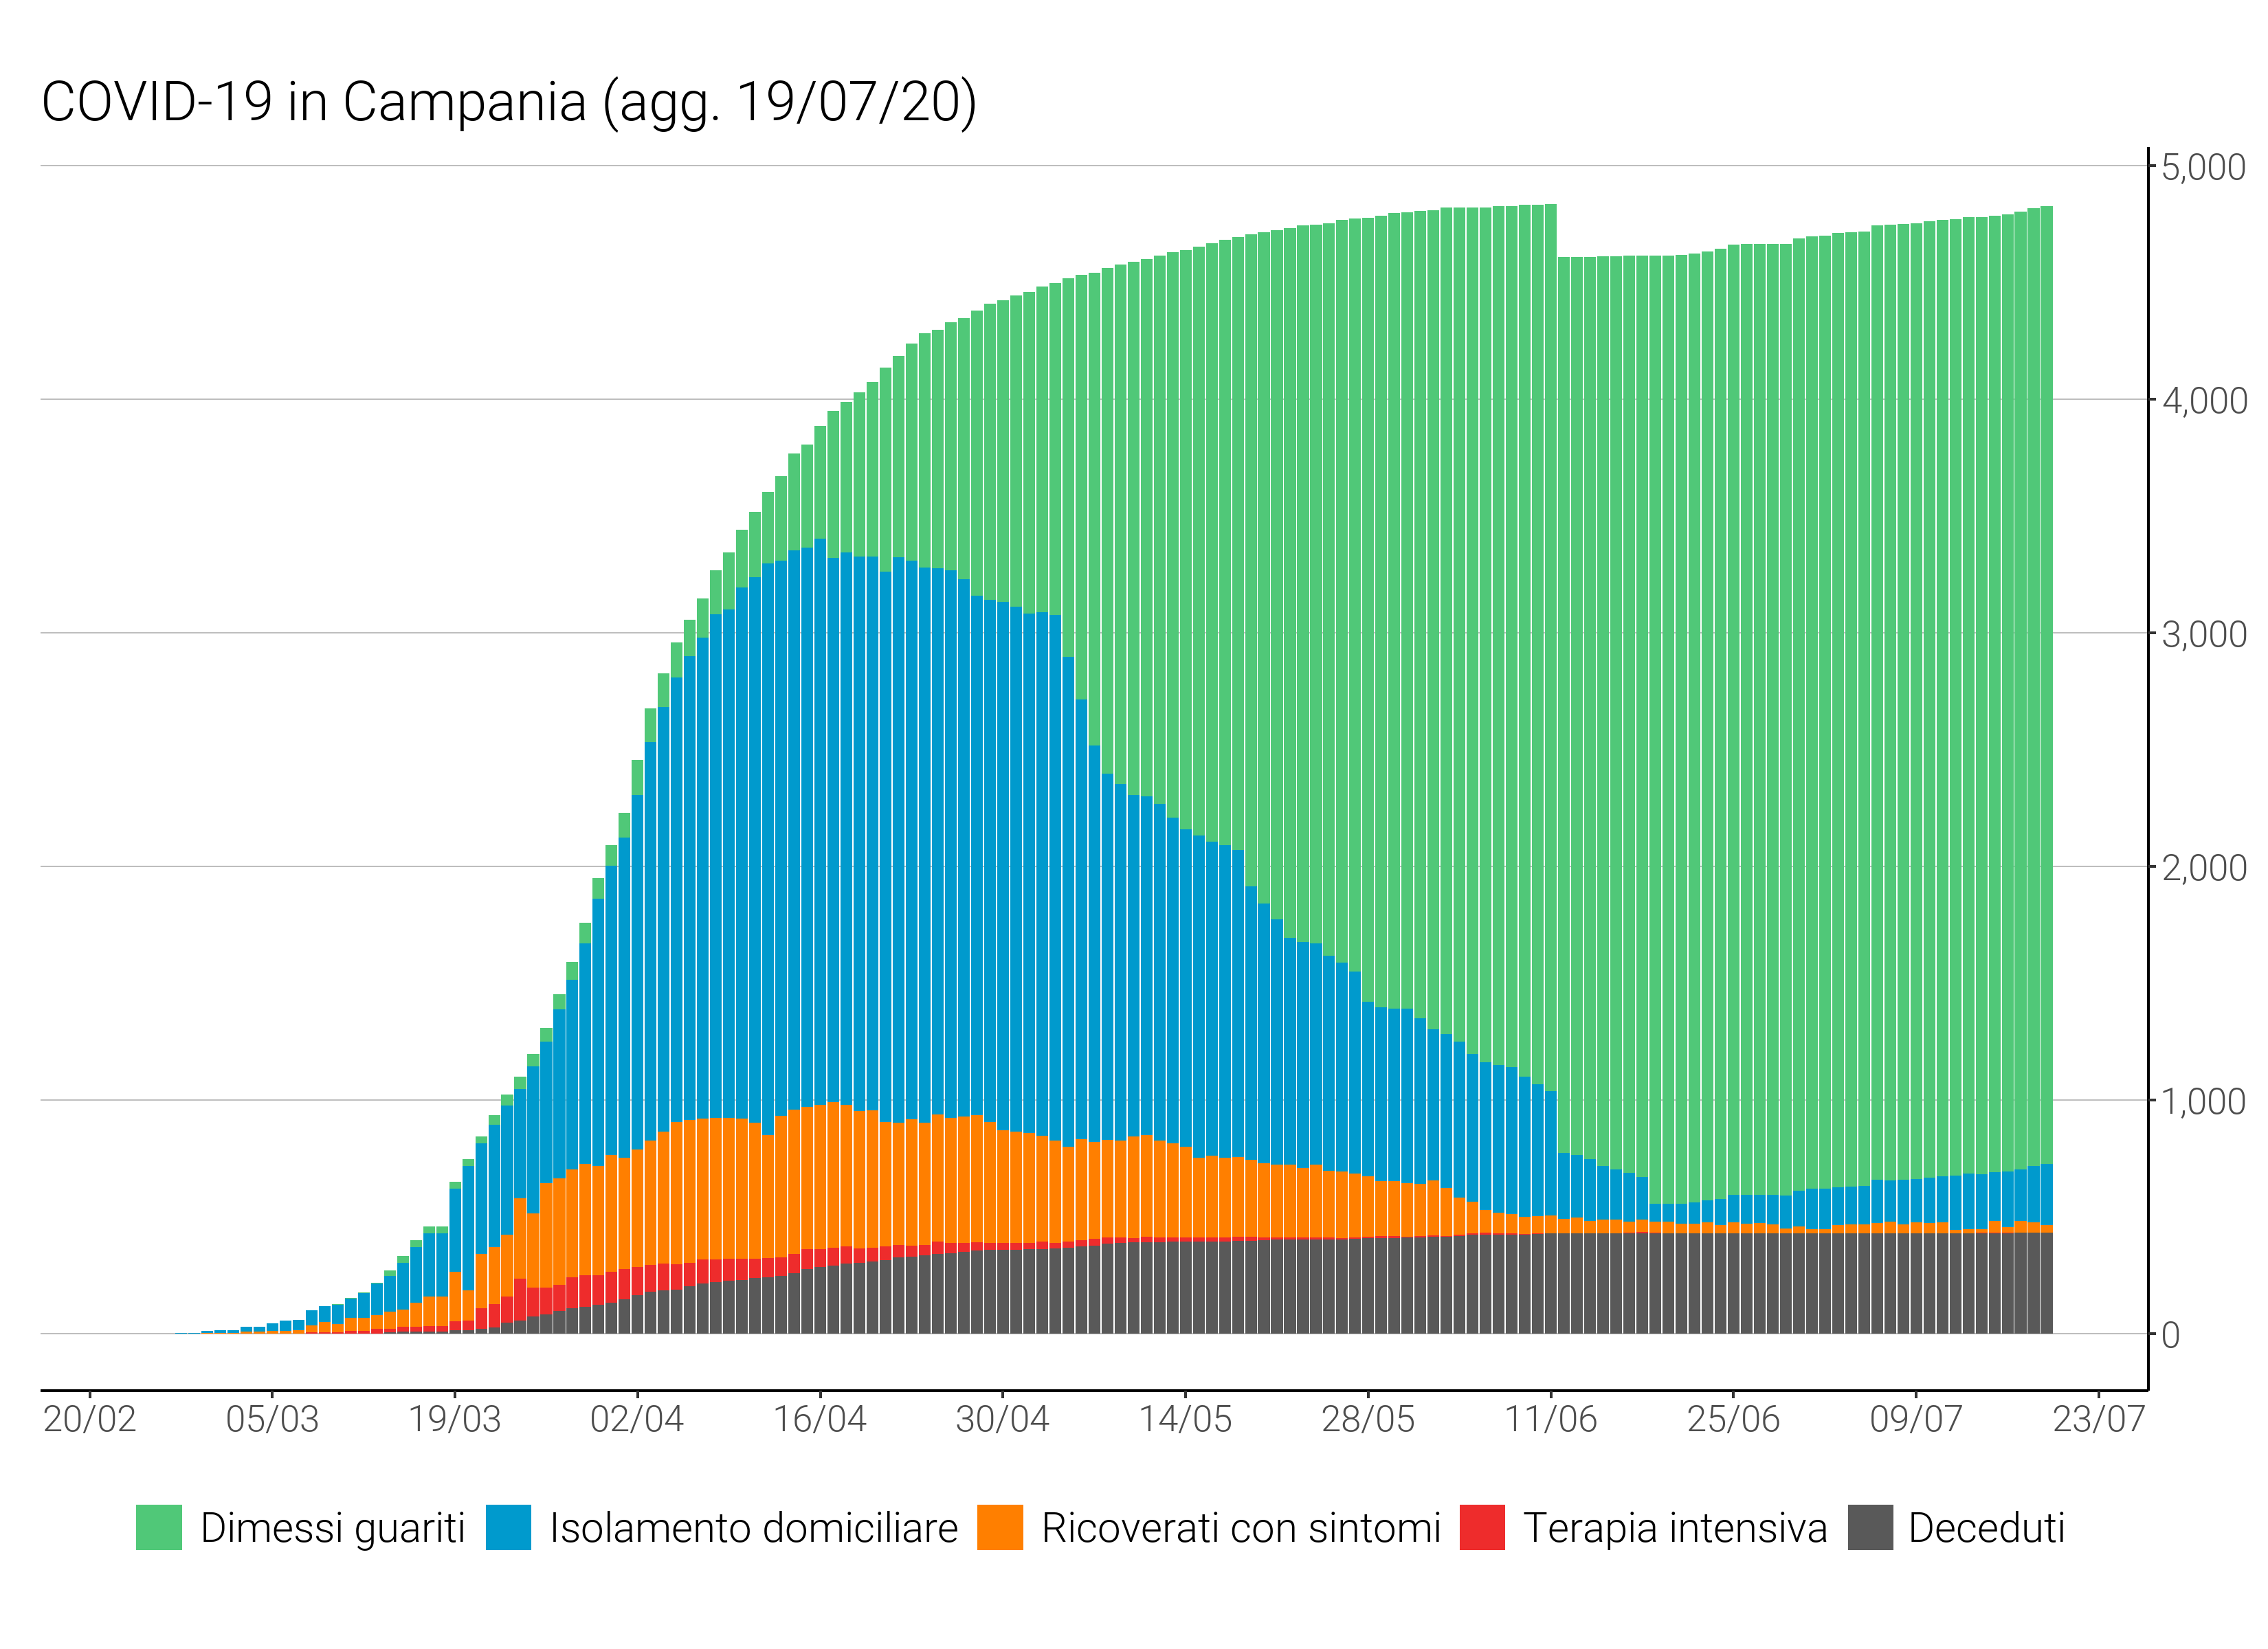 COVID-19 in Campania (agg. 19/07/20)
5,000
4,000
3,000
2,000
1,000
0
20/02 05/03 19/03 02/04 16/04 30/04 14/05 28/05 11/06 25/06 09/07 23/07
Dimessi guariti Isolamento domiciliare Ricoverati con sintomi Terapia intensiva Deceduti